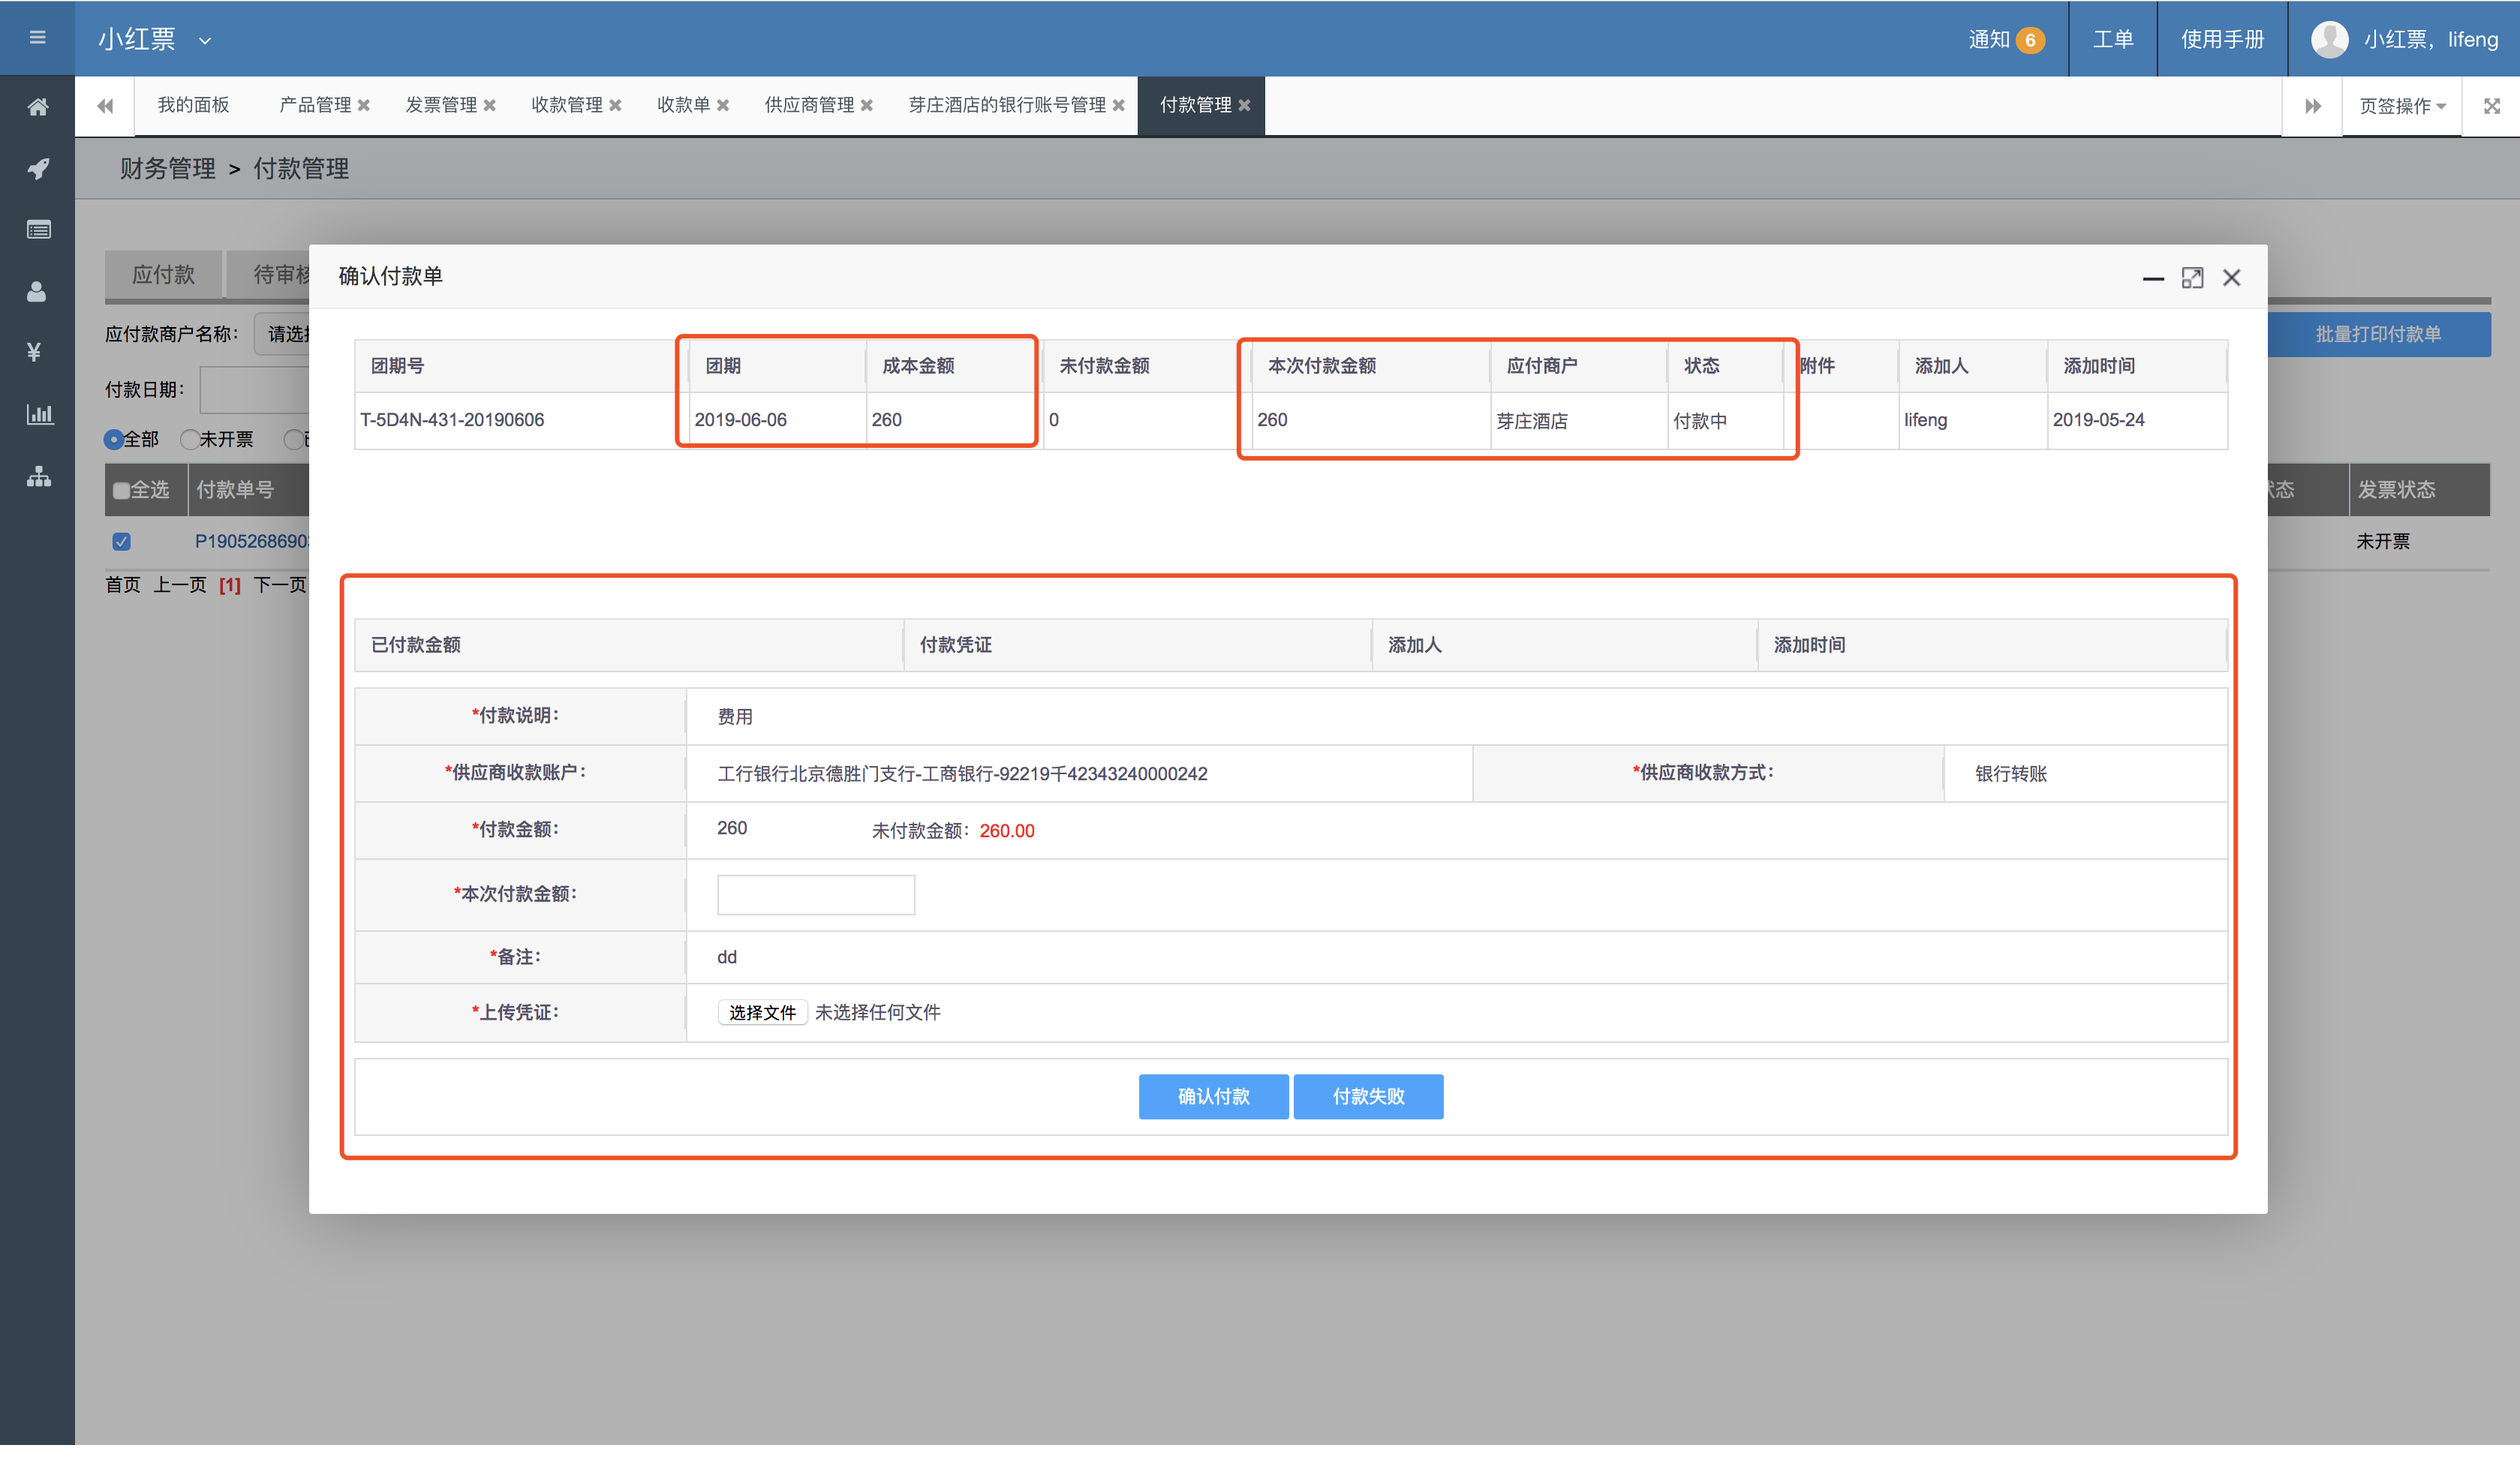 小红票
通知 6 工单 使用手册 小红票，lifeng
我的面板 产品管理 发票管理 收款管理 收款单 供应商管理 芽庄酒店的银行账号管理 付款管理 页签操作
财务管理 > 付款管理
应付款 待审核
确认付款单
应付款商户名称： 请选
批量打印付款单
团期号 团期 成本金额 未付款金额 本次付款金额 应付商户 状态 附件 添加人 添加时间
付款日期：
T-5D4N-431-20190606 2019-06-06 260 0 260 芽庄酒店 付款中 lifeng 2019-05-24
全部 未开票
全选 付款单号 状态 发票状态
P190526869 未开票
首页 上一页 [1] 下一页
已付款金额 付款凭证 添加人 添加时间
*付款说明： 费用
*供应商收款账户： 工行银行北京德胜门支行-工商银行-92219千42343240000242 *供应商收款方式： 银行转账
*付款金额： 260 未付款金额：260.00
*本次付款金额：
*备注： dd
*上传凭证： 选择文件 未选择任何文件
确认付款 付款失败